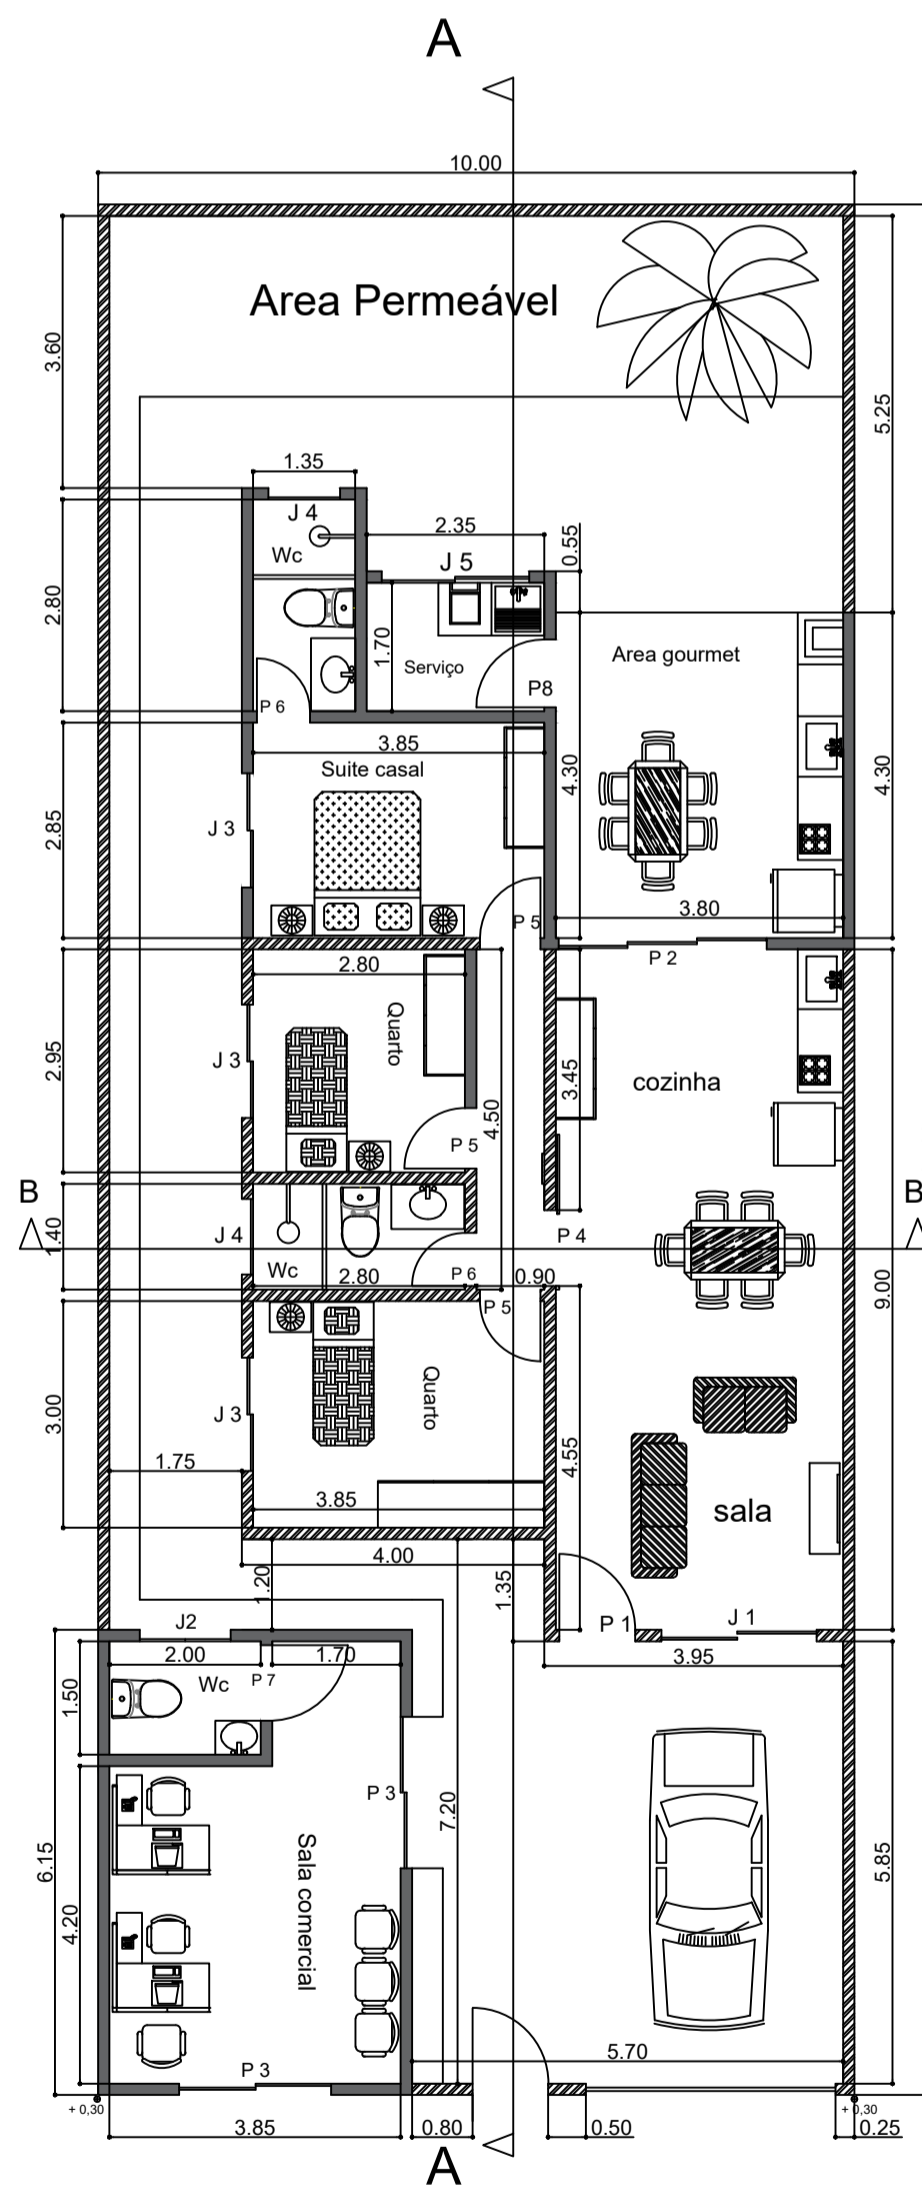 A
10.00
Area Permeável
3.60
5.25
1.35
J 4
Wc
2.35
J 5
0.55
2.80
1.70
Serviço
P8
Area gourmet
P 6
3.85
Suite casal
4.30
4.30
2.85
J 3
P 5
3.80
P 2
2.80
Quarto
2.95
J 3
3.45
cozinha
4.50
P 5
B
B
1.40
J 4
P 4
Wc
2.80
P 6
0.90
9.00
P 5
3.00
J 3
Quarto
1.75
4.55
3.85
sala
4.00
1.20
1.35
P 1
J 1
J2
2.00
1.70
3.95
Wc
P 7
1.50
P 3
7.20
6.15
Sala comercial
5.85
4.20
5.70
P 3
+ 0,30
+ 0,30
3.85
0.80
0.50
0.25
A